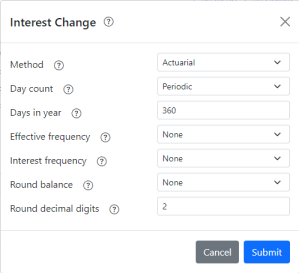 Interest Change
Method Actuarial
Day count Periodic
Days in year 360
Effective frequency None
Interest frequency None
Round balance None
Round decimal digits 2
Cancel Submit